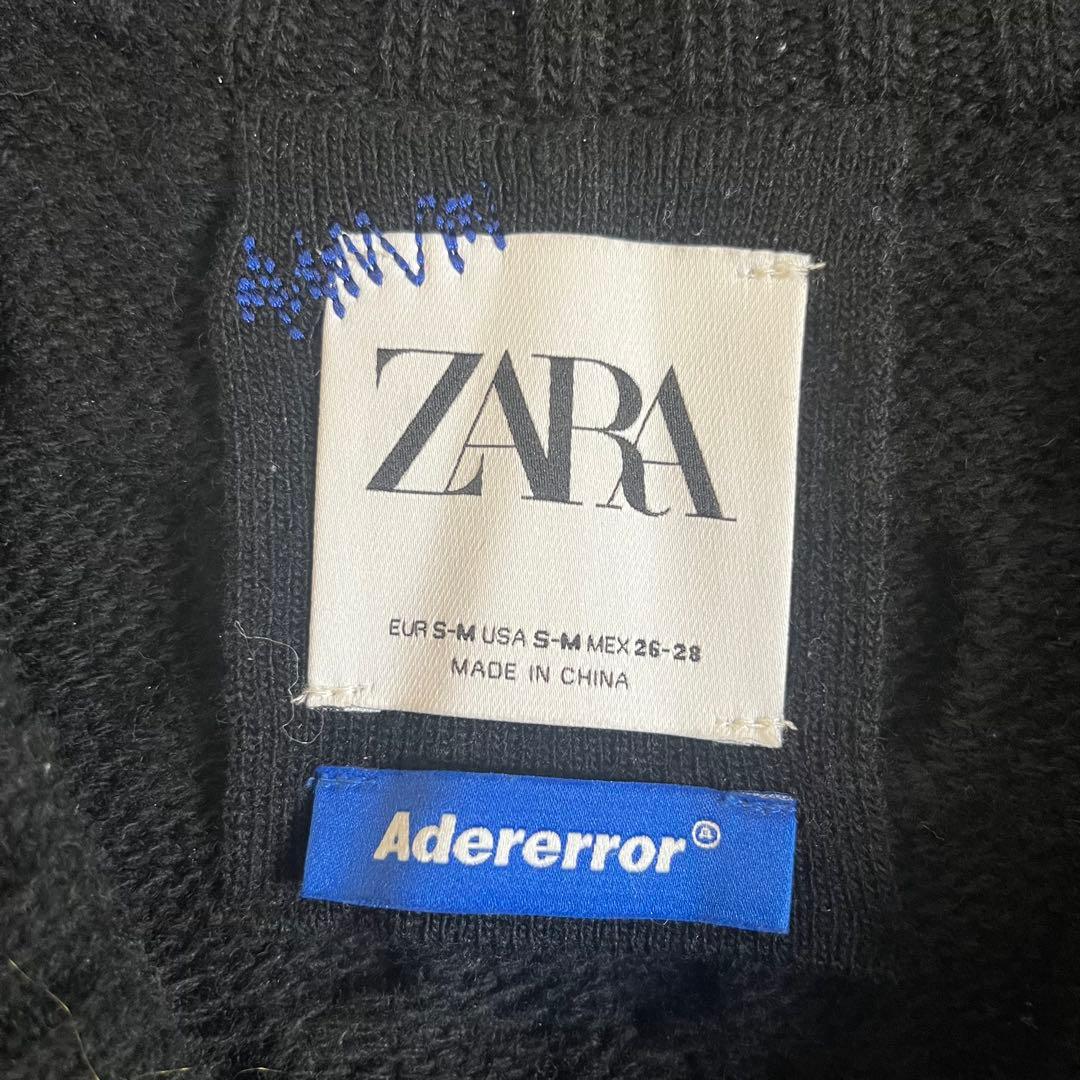 ZARA
EUR S-M USA S-M MEX 26-28
MADE IN CHINA
Adererror